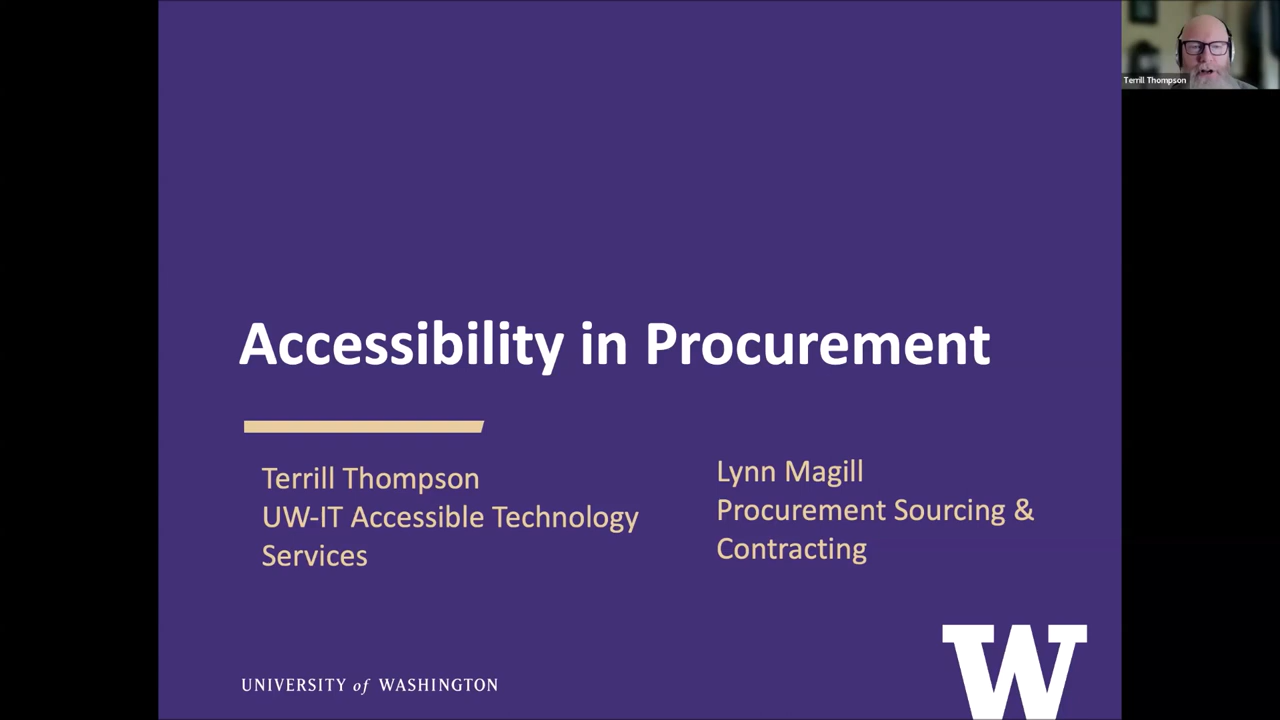 Terrill Thompson
Accessibility in Procurement
Terrill Thompson
UW-IT Accessible Technology
Services
Lynn Magill
Procurement Sourcing &
Contracting
UNIVERSITY of WASHINGTON
W